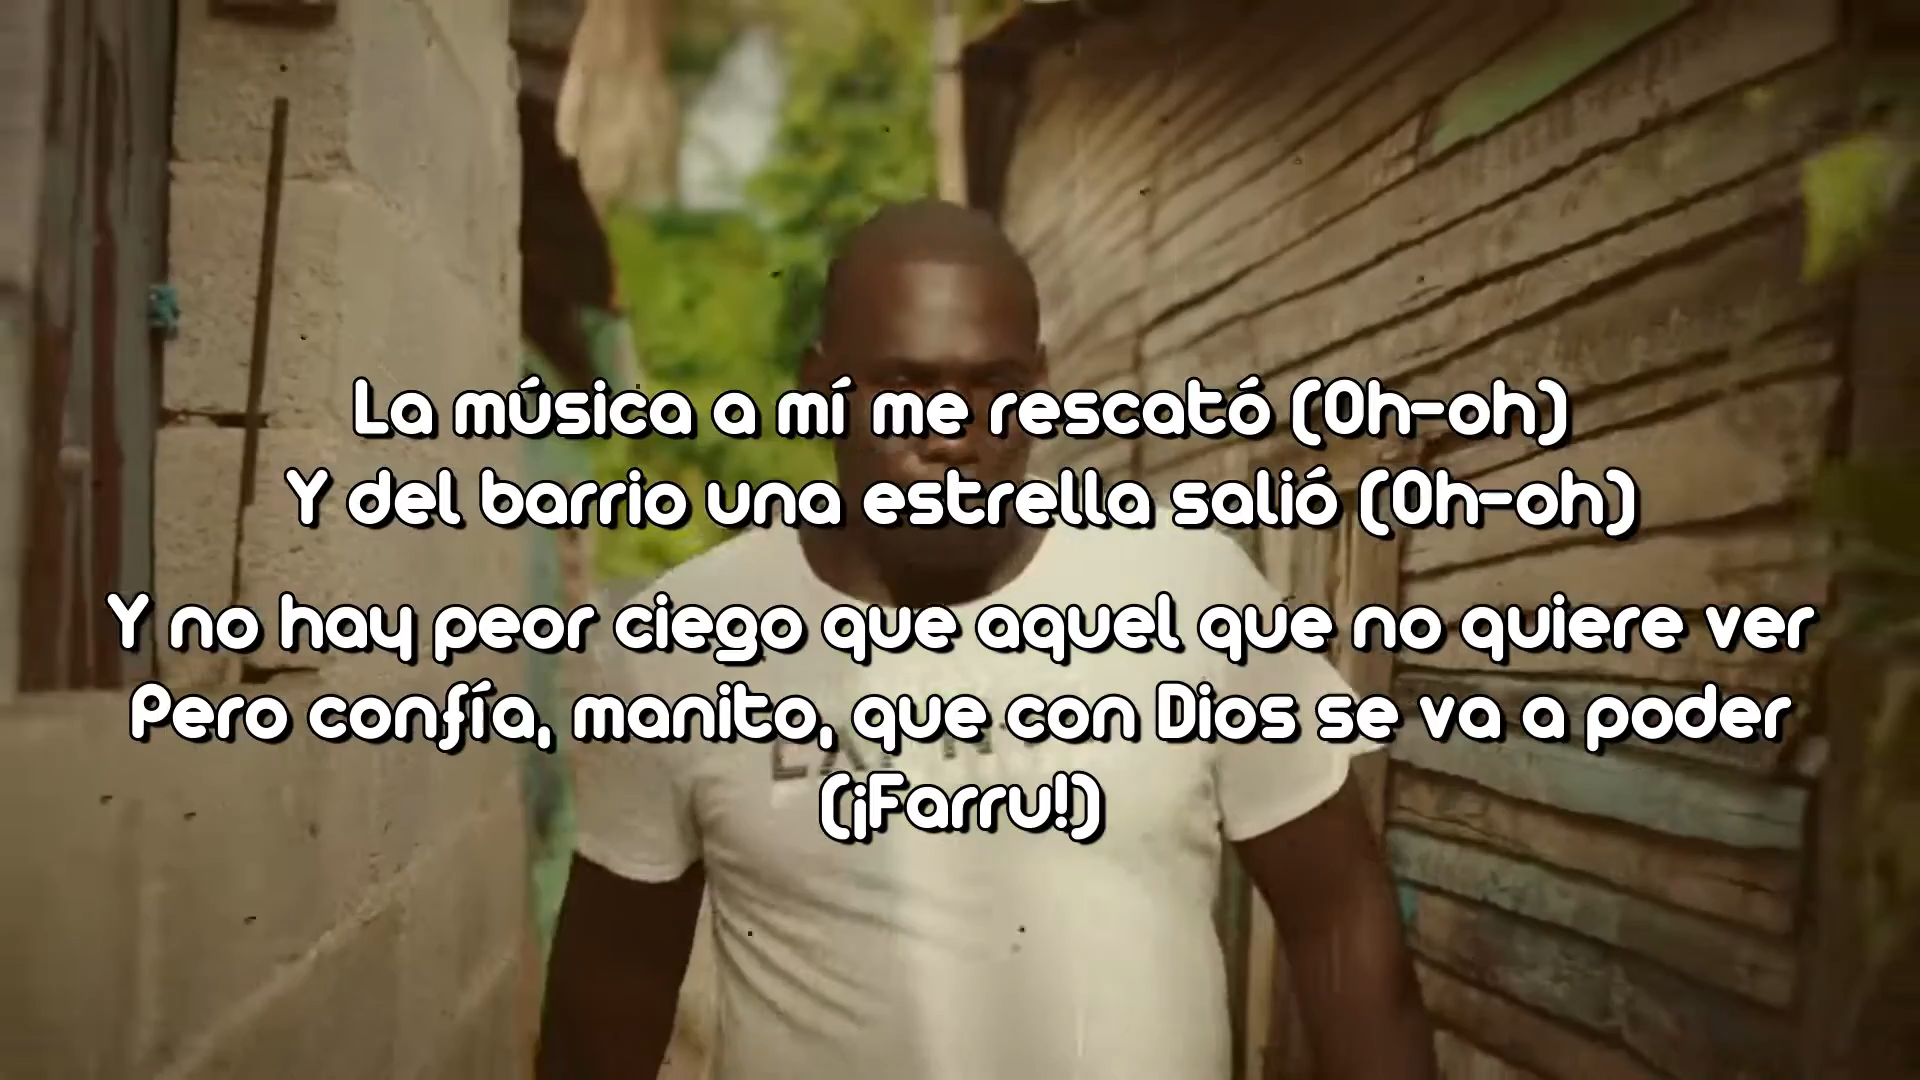 La música a mí me rescató (Oh-oh)
Y del barrio una estrella salió (Oh-oh)
Y no hay peor ciego que aquel que no quiere ver
Pero confía, manito, que con Dios se va a poder
(¡Farru!)